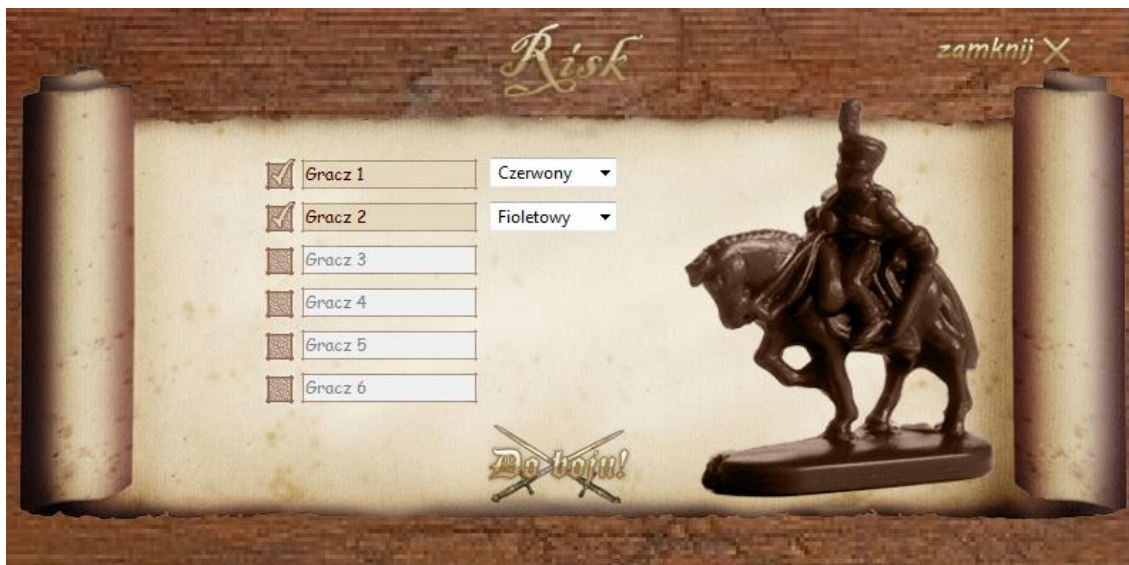 Risk
zamknij X
Gracz 1 Czerwony
Gracz 2 Fioletowy
Gracz 3
Gracz 4
Gracz 5
Gracz 6
Do boju!